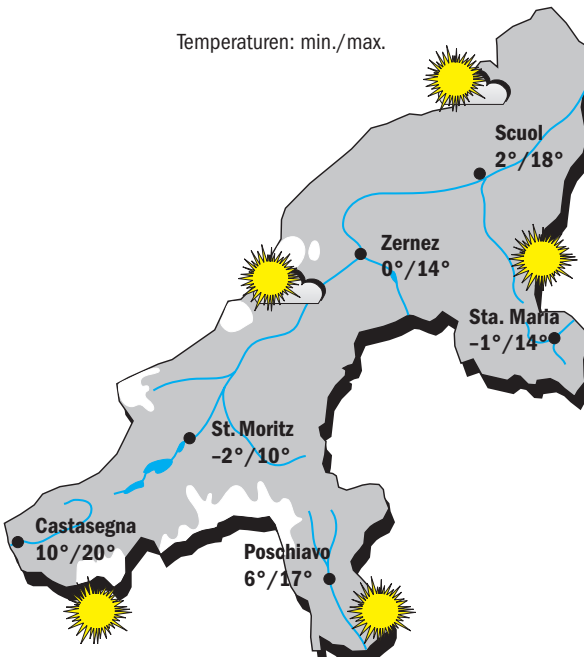 Temperaturen: min./max.
Scuol
2°/18°
Zernez
0°/14°
Sta. Maria
–1°/14°
St. Moritz
–2°/10°
Castasegna
10°/20°
Poschiavo
6°/17°